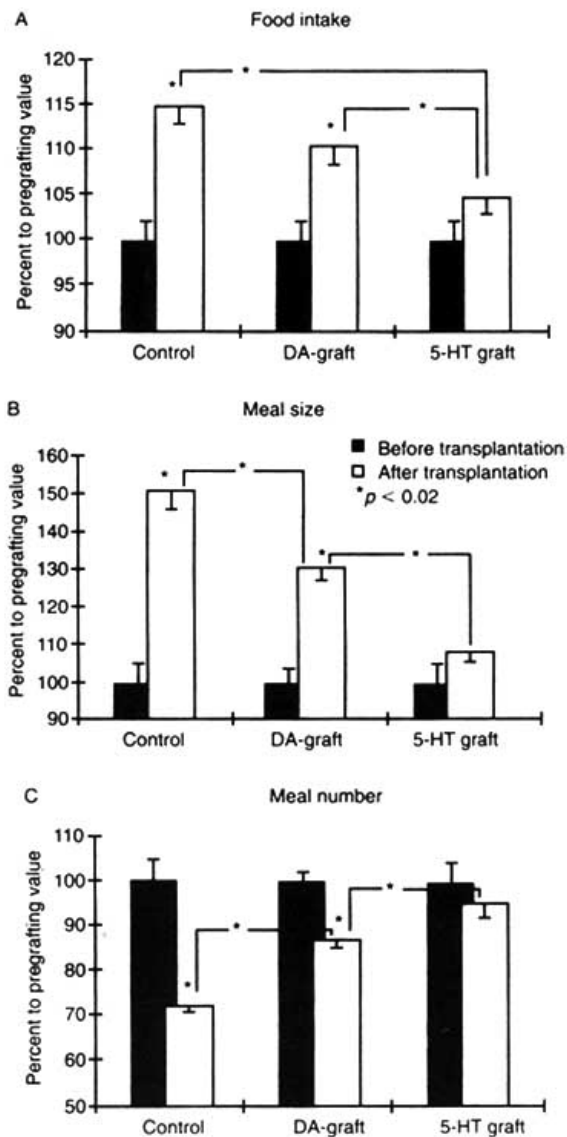 A
Food intake
Percent to pregrafting value
120
115
110
105
100
95
90
*
*
*
*
Control
DA-graft
5-HT graft
B
Meal size
Percent to pregrafting value
160
150
140
130
120
110
100
90
Before transplantation
After transplantation
*p < 0.02
*
*
*
*
Control
DA-graft
5-HT graft
C
Meal number
Percent to pregrafting value
110
100
90
80
70
60
50
*
*
*
*
Control
DA-graft
5-HT graft